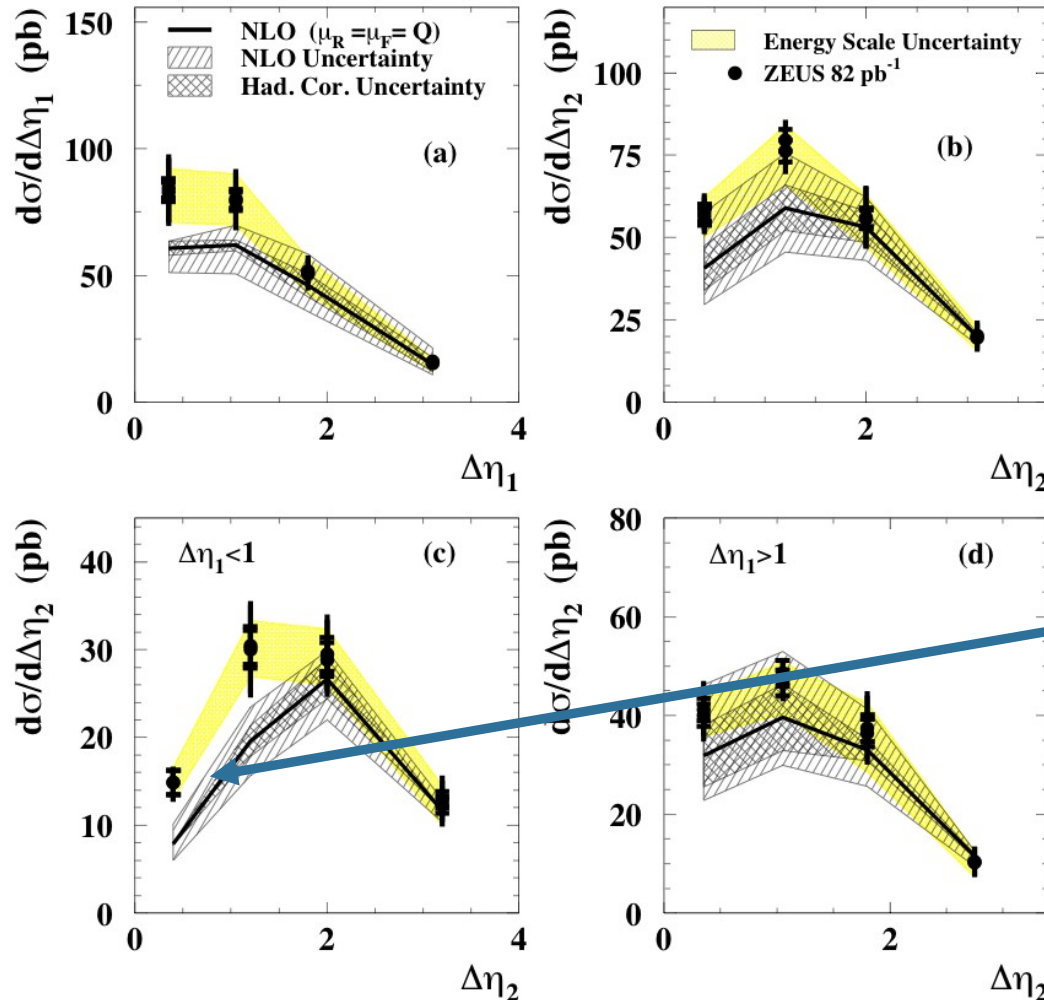 dσ/dΔη₁ (pb)
150
100
50
0
NLO (μ_R =μ_F= Q)
NLO Uncertainty
Had. Cor. Uncertainty
(a)
0 2 4
Δη₁
dσ/dΔη₂ (pb)
100
75
50
25
0
Energy Scale Uncertainty
ZEUS 82 pb⁻¹
(b)
0 2
Δη₂
dσ/dΔη₂ (pb)
40
30
20
10
0
Δη₁<1
(c)
0 2 4
Δη₂
dσ/dΔη₂ (pb)
80
60
40
20
0
Δη₁>1
(d)
2
Δη₂